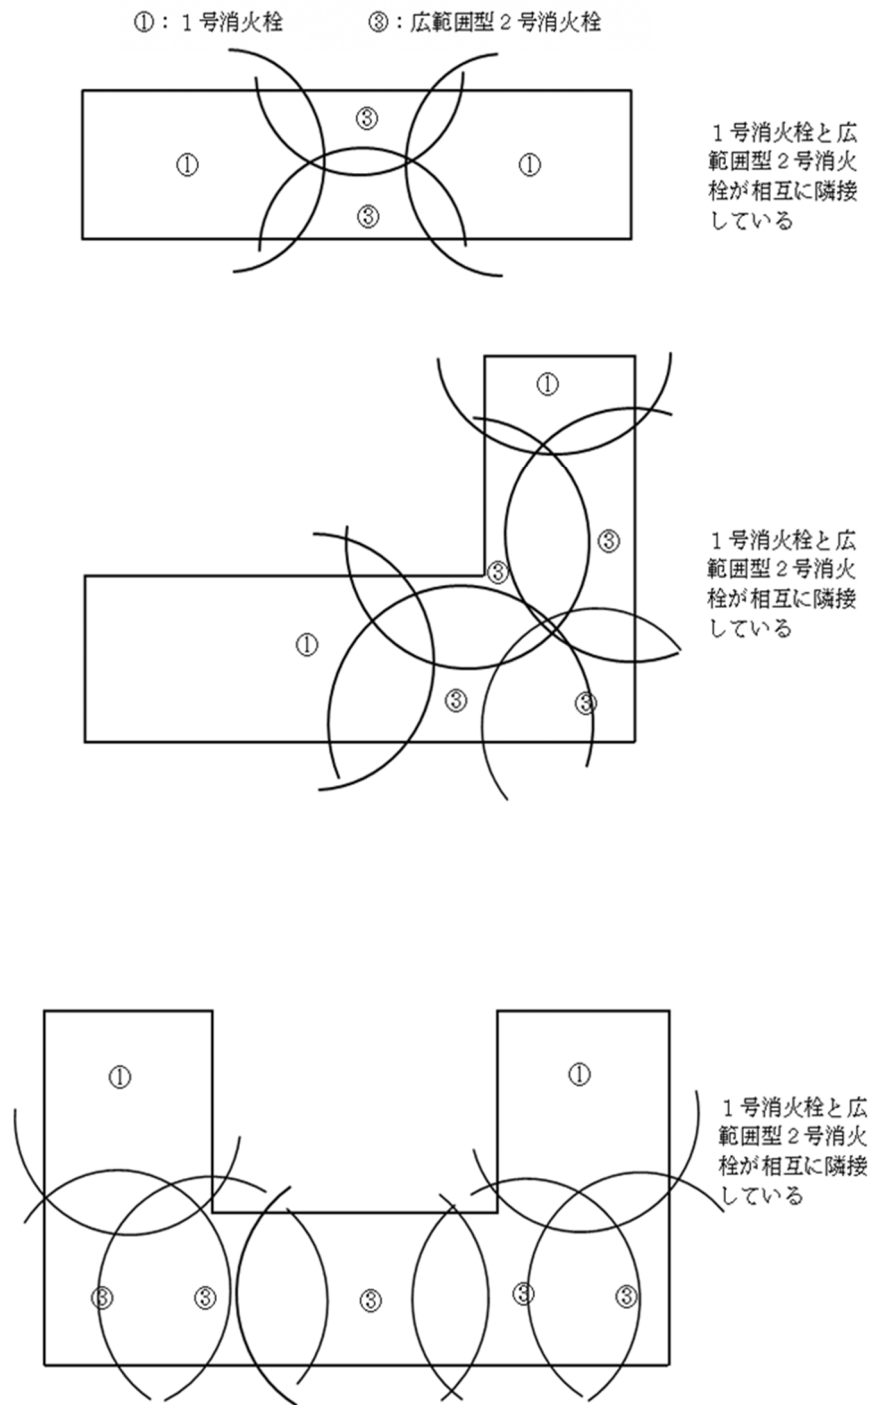 ①：１号消火栓　　　③：広範囲型２号消火栓
③
①
①
③
１号消火栓と広
範囲型２号消火
栓が相互に隣接
している
①
③
③
①
③
③
１号消火栓と広
範囲型２号消火
栓が相互に隣接
している
①
①
③
③
③
③
③
１号消火栓と広
範囲型２号消火
栓が相互に隣接
している